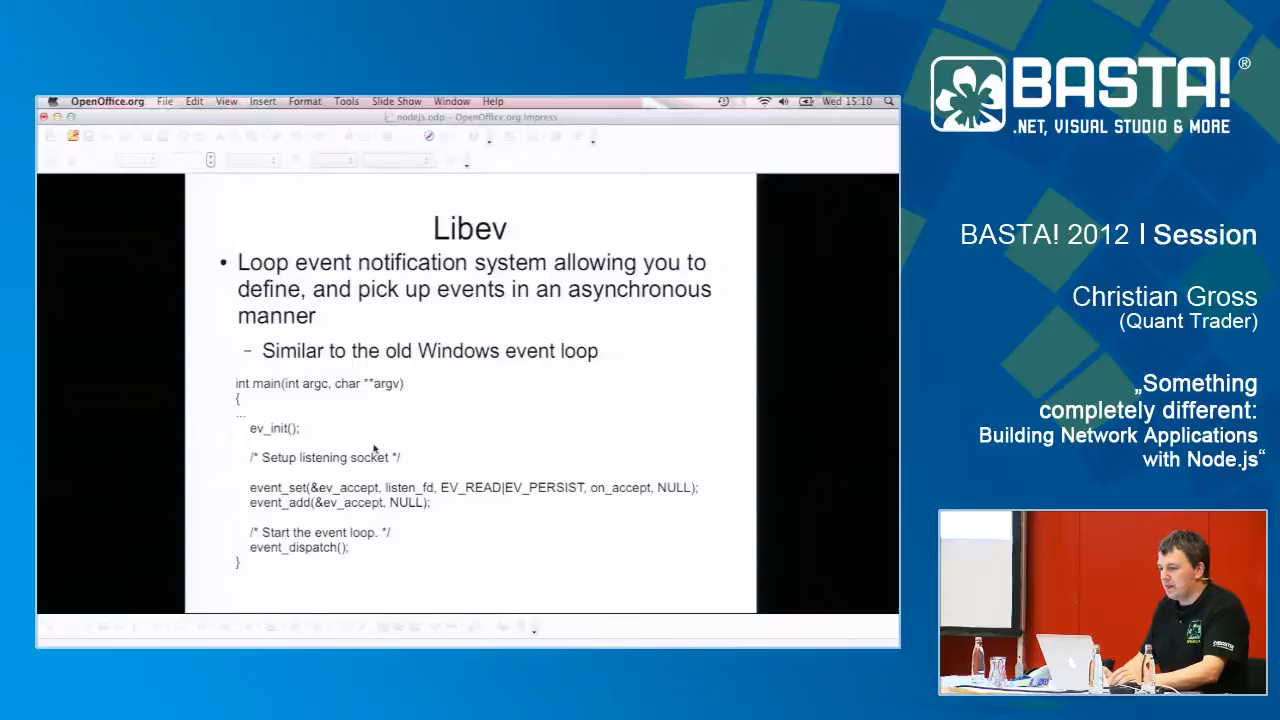 OpenOffice.org File Edit View Insert Format Tools Slide Show Window Help Wed 15:10
nodejs.odp - OpenOffice.org Impress
Libev
• Loop event notification system allowing you to
define, and pick up events in an asynchronous
manner
– Similar to the old Windows event loop
int main(int argc, char **argv)
{
...
ev_init();
/* Setup listening socket */
event_set(&ev_accept, listen_fd, EV_READ|EV_PERSIST, on_accept, NULL);
event_add(&ev_accept, NULL);
/* Start the event loop. */
event_dispatch();
}
BASTA!®
.NET, VISUAL STUDIO & MORE
BASTA! 2012 I Session
Christian Gross
(Quant Trader)
„Something
completely different:
Building Network Applications
with Node.js“